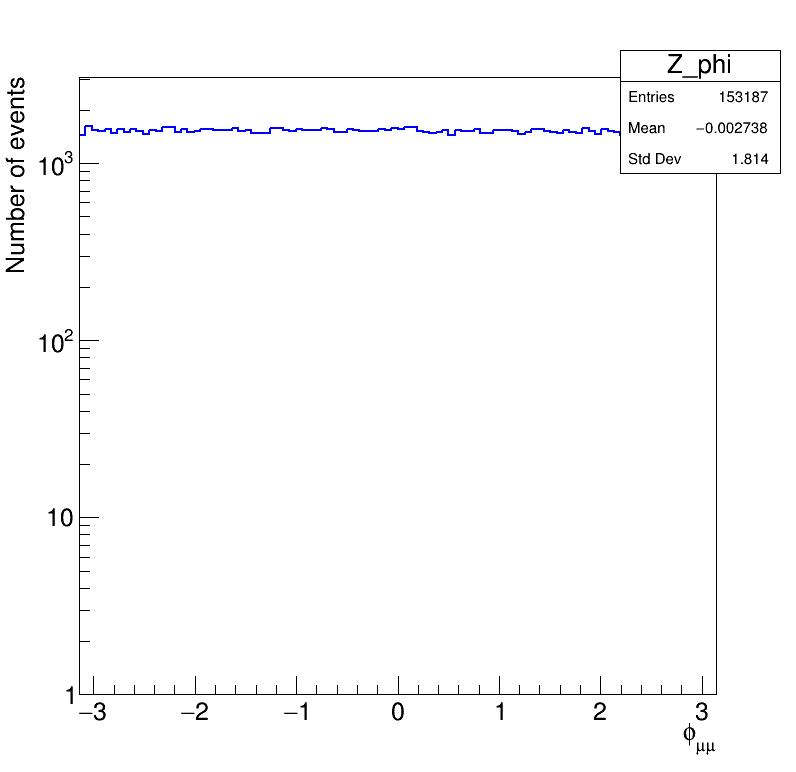 Z_phi
Entries 153187
Mean −0.002738
Std Dev 1.814
Number of events
10³
10²
10
1
−3 −2 −1 0 1 2 3
ϕμμ